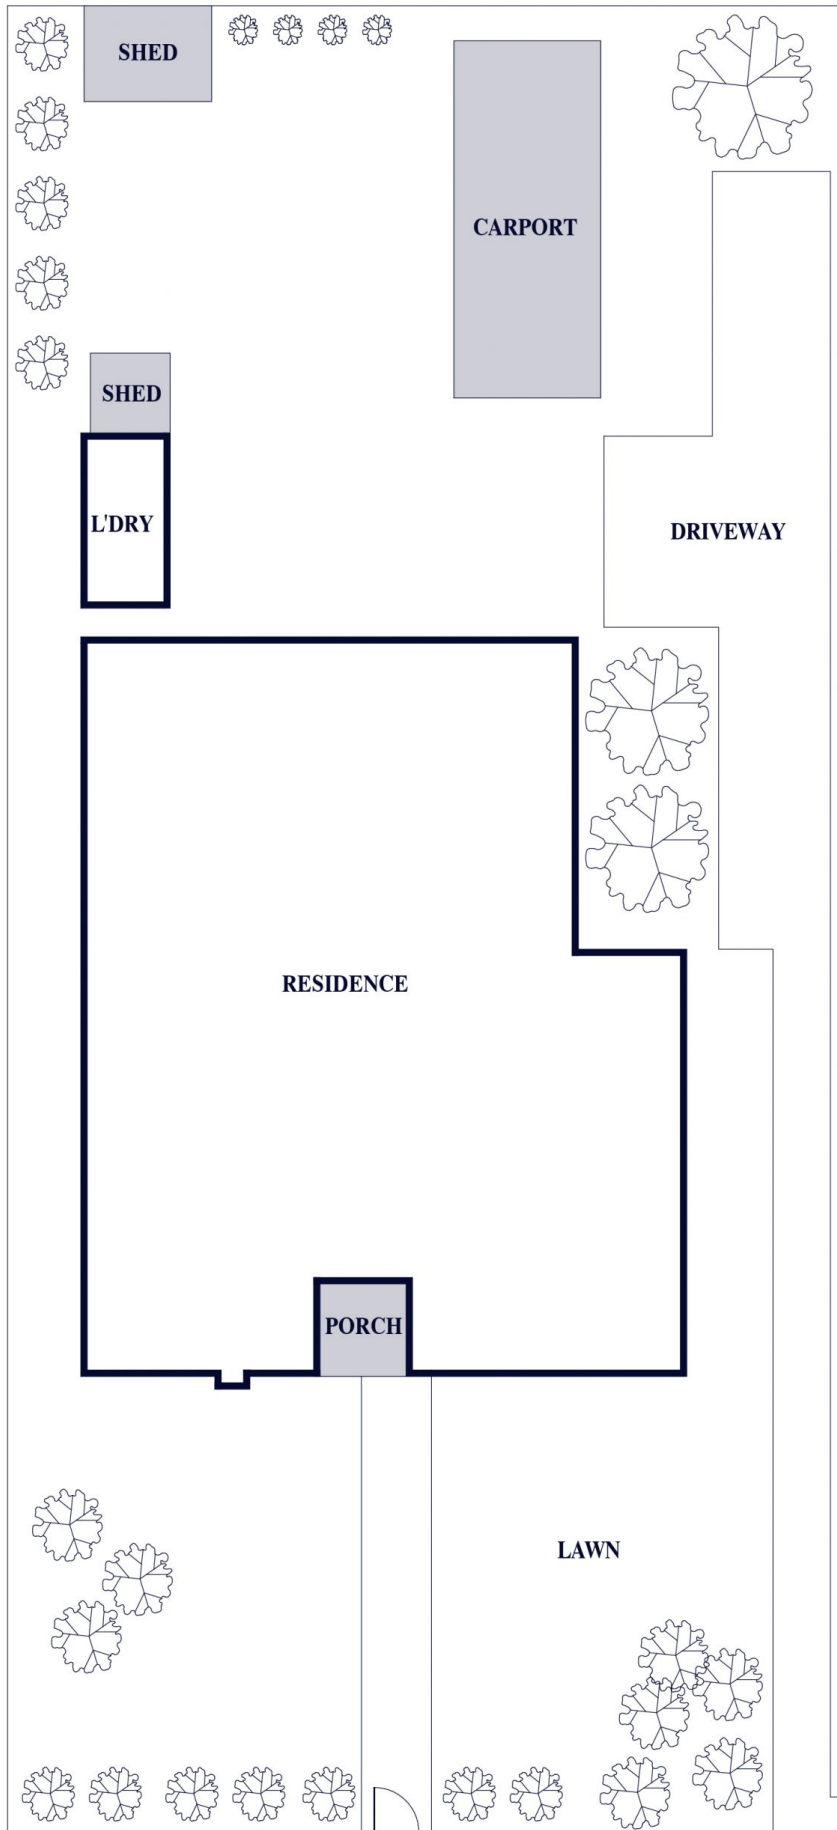 SHED
CARPORT
SHED
L'DRY
DRIVEWAY
RESIDENCE
PORCH
LAWN